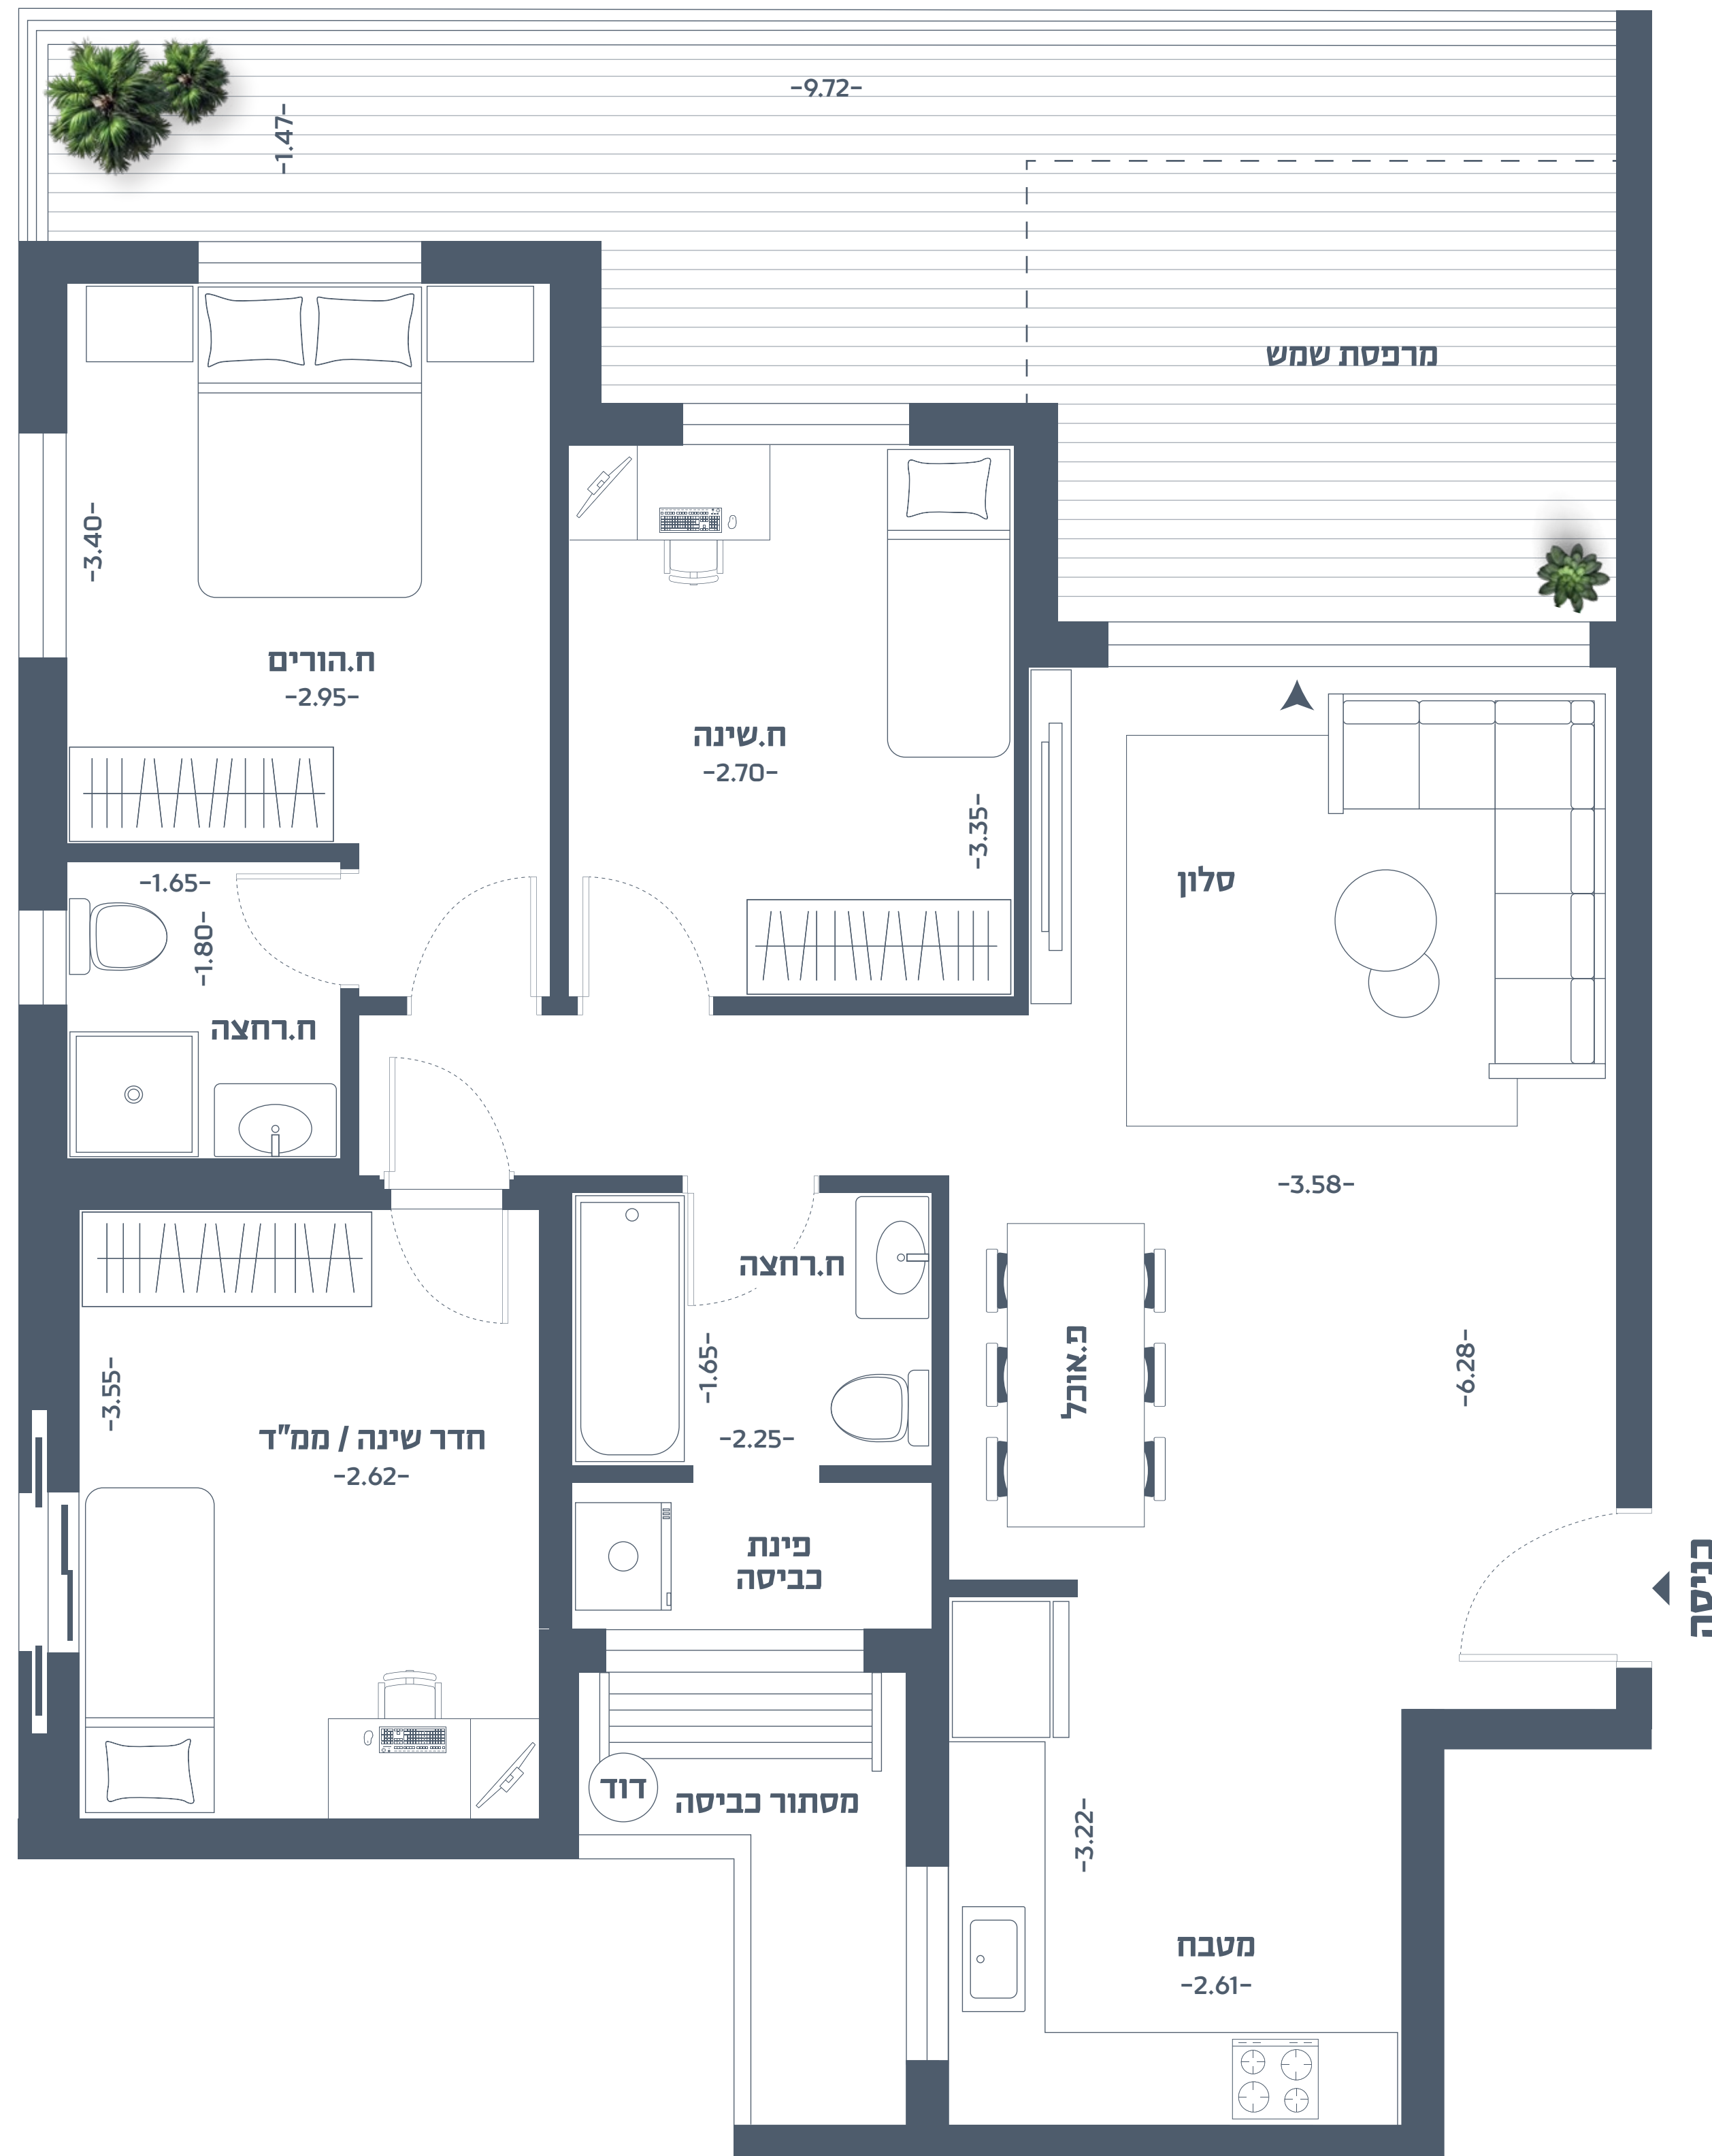 -9.72-
-1.47-
מרפסת שמש
-3.40-
ח.הורים
-2.95-
ח.שינה
-2.70-
-3.35-
סלון
-1.65-
-1.80-
ח.רחצה
-3.58-
ח.רחצה
-1.65-
-2.25-
פ.אוכל
-6.28-
-3.55-
חדר שינה / ממ"ד
-2.62-
פינת
כביסה
כניסה
דוד
מסתור כביסה
-3.22-
מטבח
-2.61-